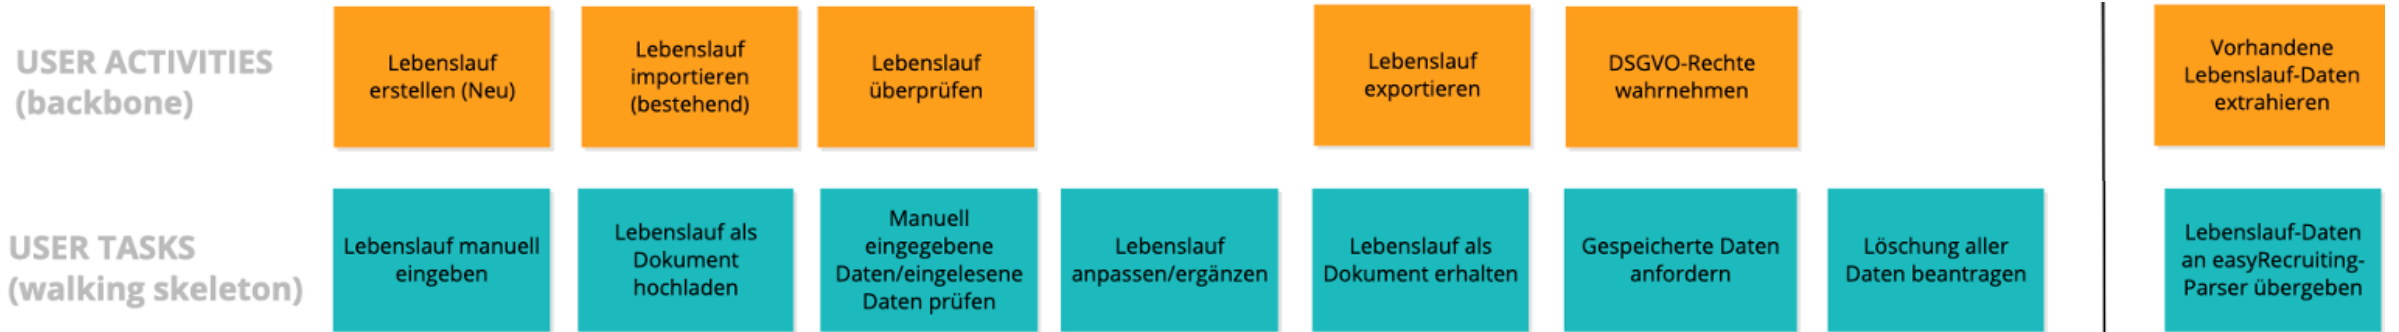 USER ACTIVITIES
(backbone)
Lebenslauf
erstellen (Neu)
Lebenslauf
importieren
(bestehend)
Lebenslauf
überprüfen
Lebenslauf
exportieren
DSGVO-Rechte
wahrnehmen
Vorhandene
Lebenslauf-Daten
extrahieren
USER TASKS
(walking skeleton)
Lebenslauf manuell
eingeben
Lebenslauf als
Dokument
hochladen
Manuell
eingegebene
Daten/eingelesene
Daten prüfen
Lebenslauf
anpassen/ergänzen
Lebenslauf als
Dokument erhalten
Gespeicherte Daten
anfordern
Löschung aller
Daten beantragen
Lebenslauf-Daten
an easyRecruiting-
Parser übergeben